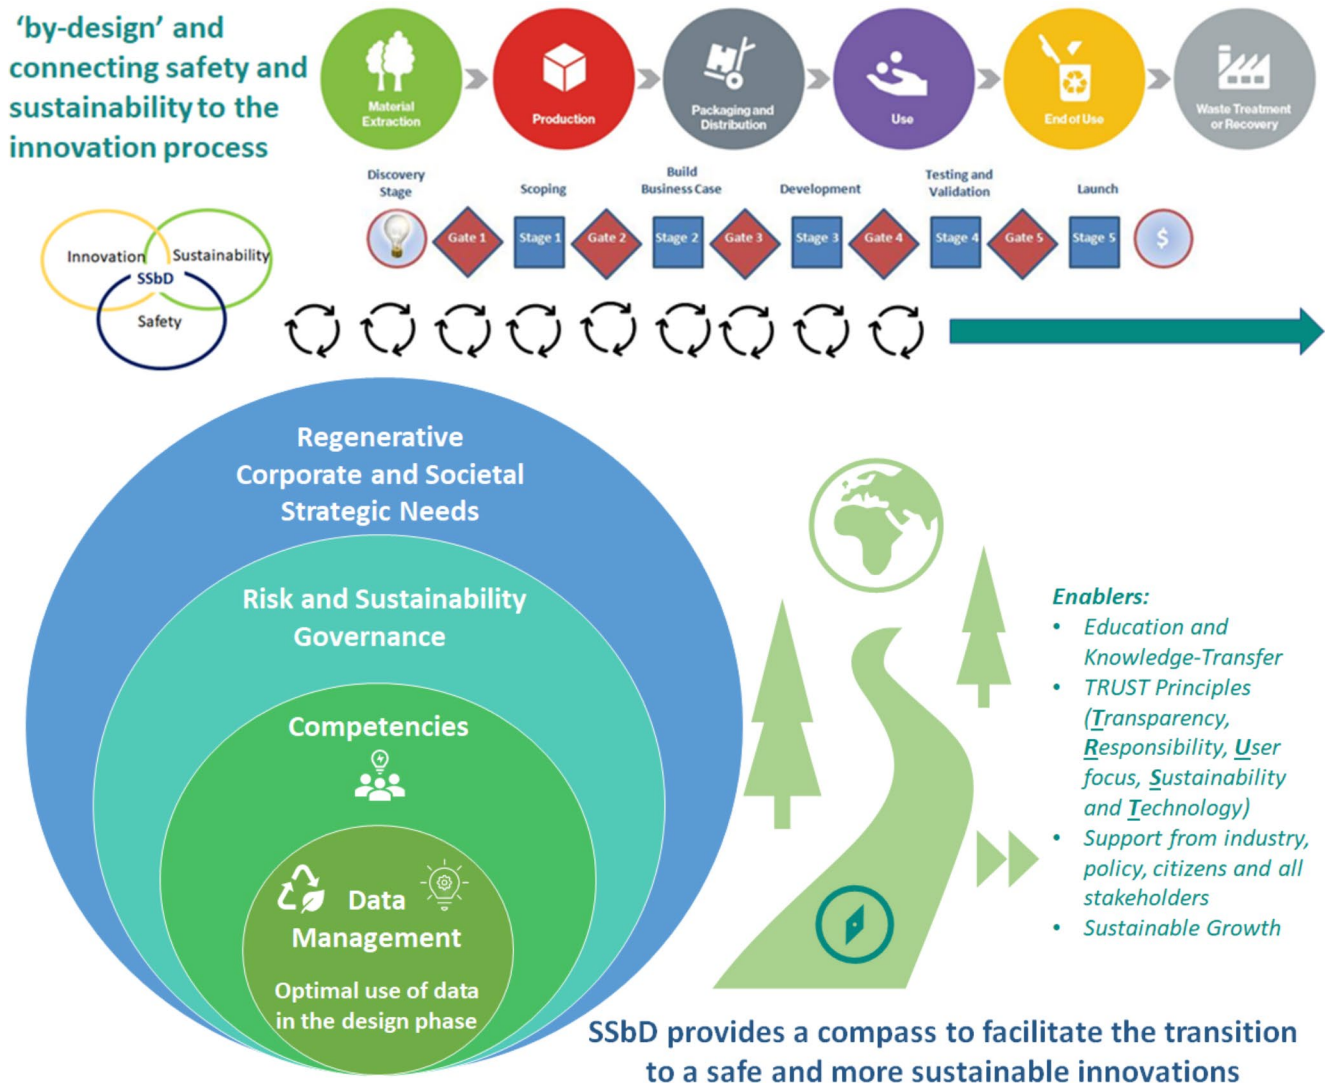 ‘by-design’ and
connecting safety and
sustainability to the
innovation process
Material
Extraction
Production
Packaging and
Distribution
Use
End of Use
Waste Treatment
or Recovery
Discovery
Stage
Scoping
Build
Business Case
Development
Testing and
Validation
Launch
Gate 1
Stage 1
Gate 2
Stage 2
Gate 3
Stage 3
Gate 4
Stage 4
Gate 5
Stage 5
$
Innovation
Sustainability
SSbD
Safety
Regenerative
Corporate and Societal
Strategic Needs
Risk and Sustainability
Governance
Competencies
Data
Management
Optimal use of data
in the design phase
Enablers:
• Education and
Knowledge-Transfer
• TRUST Principles
(Transparency,
Responsibility, User
focus, Sustainability
and Technology)
• Support from industry,
policy, citizens and all
stakeholders
• Sustainable Growth
SSbD provides a compass to facilitate the transition
to a safe and more sustainable innovations